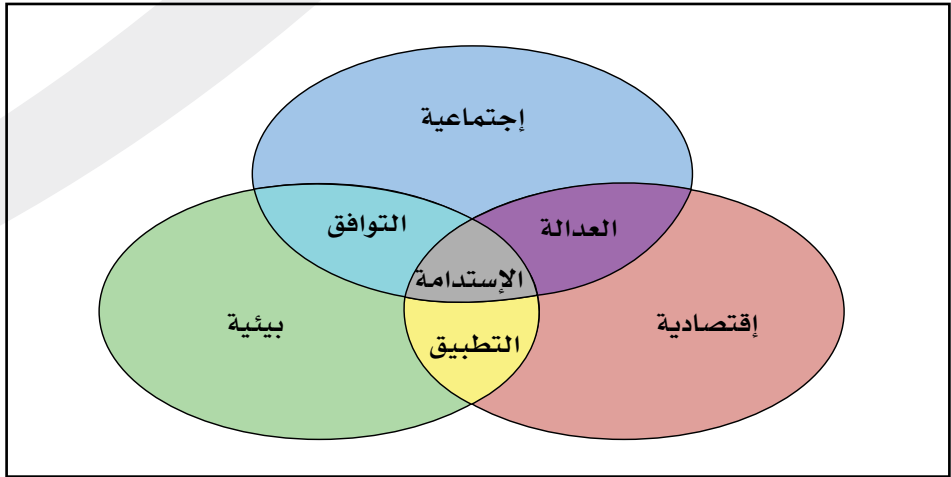 إجتماعية
العدالة
التوافق
الإستدامة
إقتصادية
بيئية
التطبيق